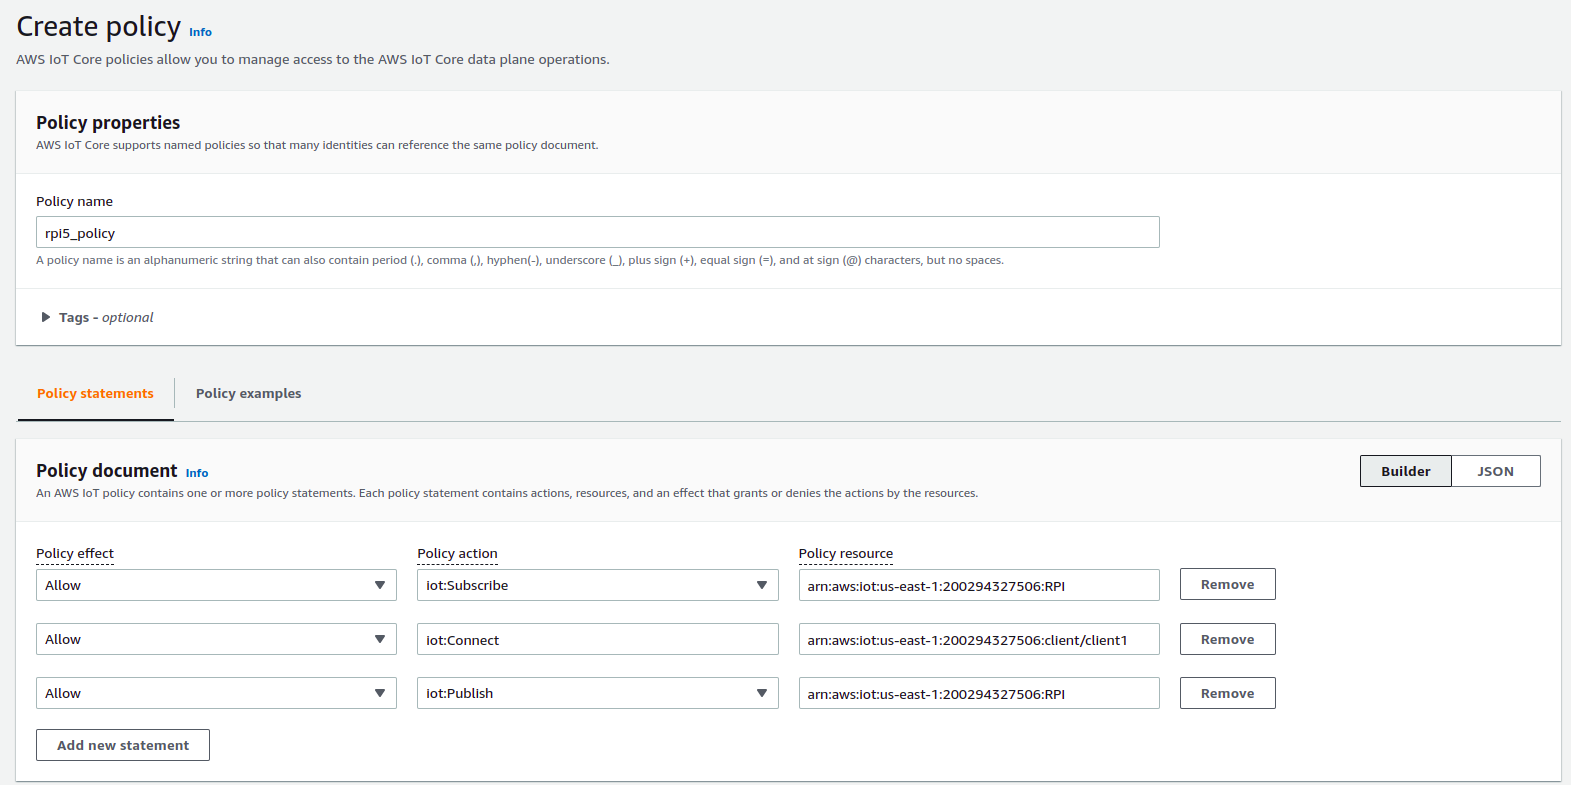 Create policy Info
AWS IoT Core policies allow you to manage access to the AWS IoT Core data plane operations.
Policy properties
AWS IoT Core supports named policies so that many identities can reference the same policy document.
Policy name
rpi5_policy
A policy name is an alphanumeric string that can also contain period (.), comma (,), hyphen(-), underscore (_), plus sign (+), equal sign (=), and at sign (@) characters, but no spaces.
Tags - optional
Policy statements Policy examples
Policy document Info
Builder JSON
An AWS IoT policy contains one or more policy statements. Each policy statement contains actions, resources, and an effect that grants or denies the actions by the resources.
Policy effect Policy action Policy resource
Allow iot:Subscribe arn:aws:iot:us-east-1:200294327506:RPI Remove
Allow iot:Connect arn:aws:iot:us-east-1:200294327506:client/client1 Remove
Allow iot:Publish arn:aws:iot:us-east-1:200294327506:RPI Remove
Add new statement